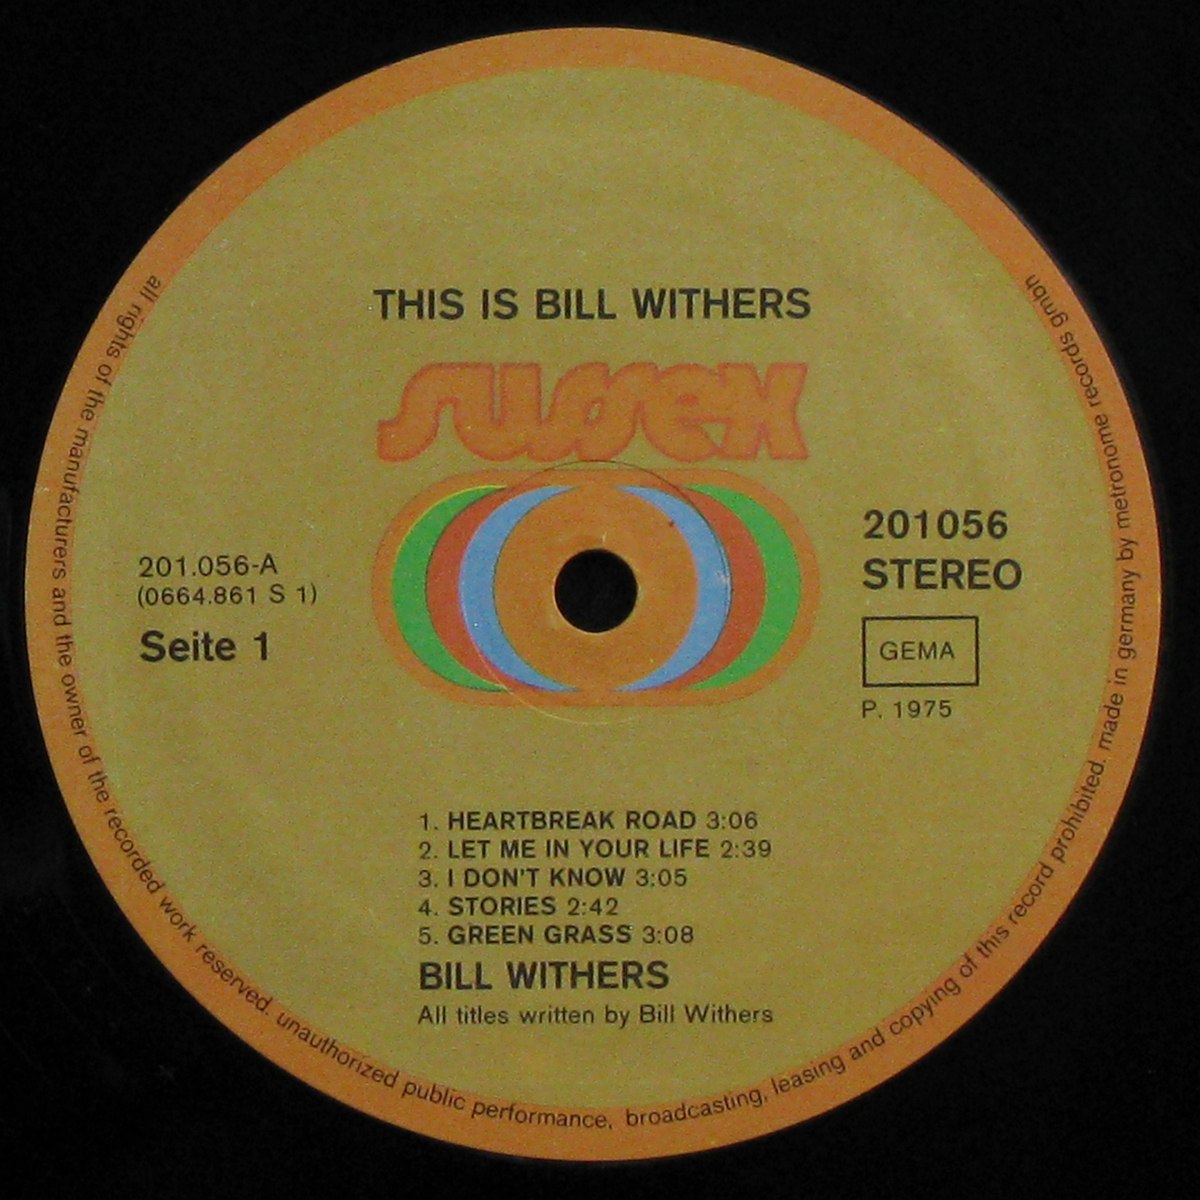 THIS IS BILL WITHERS
sussex
201056
STEREO
GEMA
P. 1975
201.056-A
(0664.861 S 1)
Seite 1
1. HEARTBREAK ROAD 3:06
2. LET ME IN YOUR LIFE 2:39
3. I DON'T KNOW 3:05
4. STORIES 2:42
5. GREEN GRASS 3:08
BILL WITHERS
All titles written by Bill Withers
all rights of the manufacturers and the owner of the recorded work reserved. unauthorized public performance, broadcasting, leasing and copying of this record prohibited. made in germany by metronome records gmbh